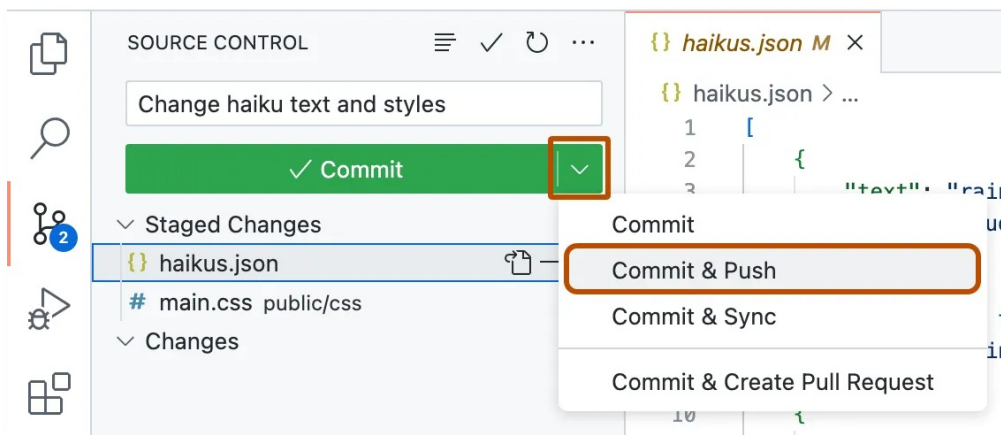 SOURCE CONTROL
Change haiku text and styles
Commit
Staged Changes
{} haikus.json
# main.css public/css
Changes
2
{} haikus.json M
{} haikus.json > ...
1 [
2 {
3 "text": "rain
Commit
Commit & Push
Commit & Sync
Commit & Create Pull Request
10 {